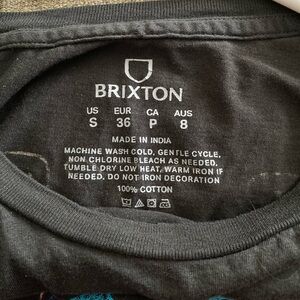 BRIXTON
US EUR CA AUS
S 36 P 8
MADE IN INDIA
MACHINE WASH COLD, GENTLE CYCLE.
NON CHLORINE BLEACH AS NEEDED.
TUMBLE DRY LOW HEAT, WARM IRON IF
NEEDED. DO NOT IRON DECORATION
100% COTTON